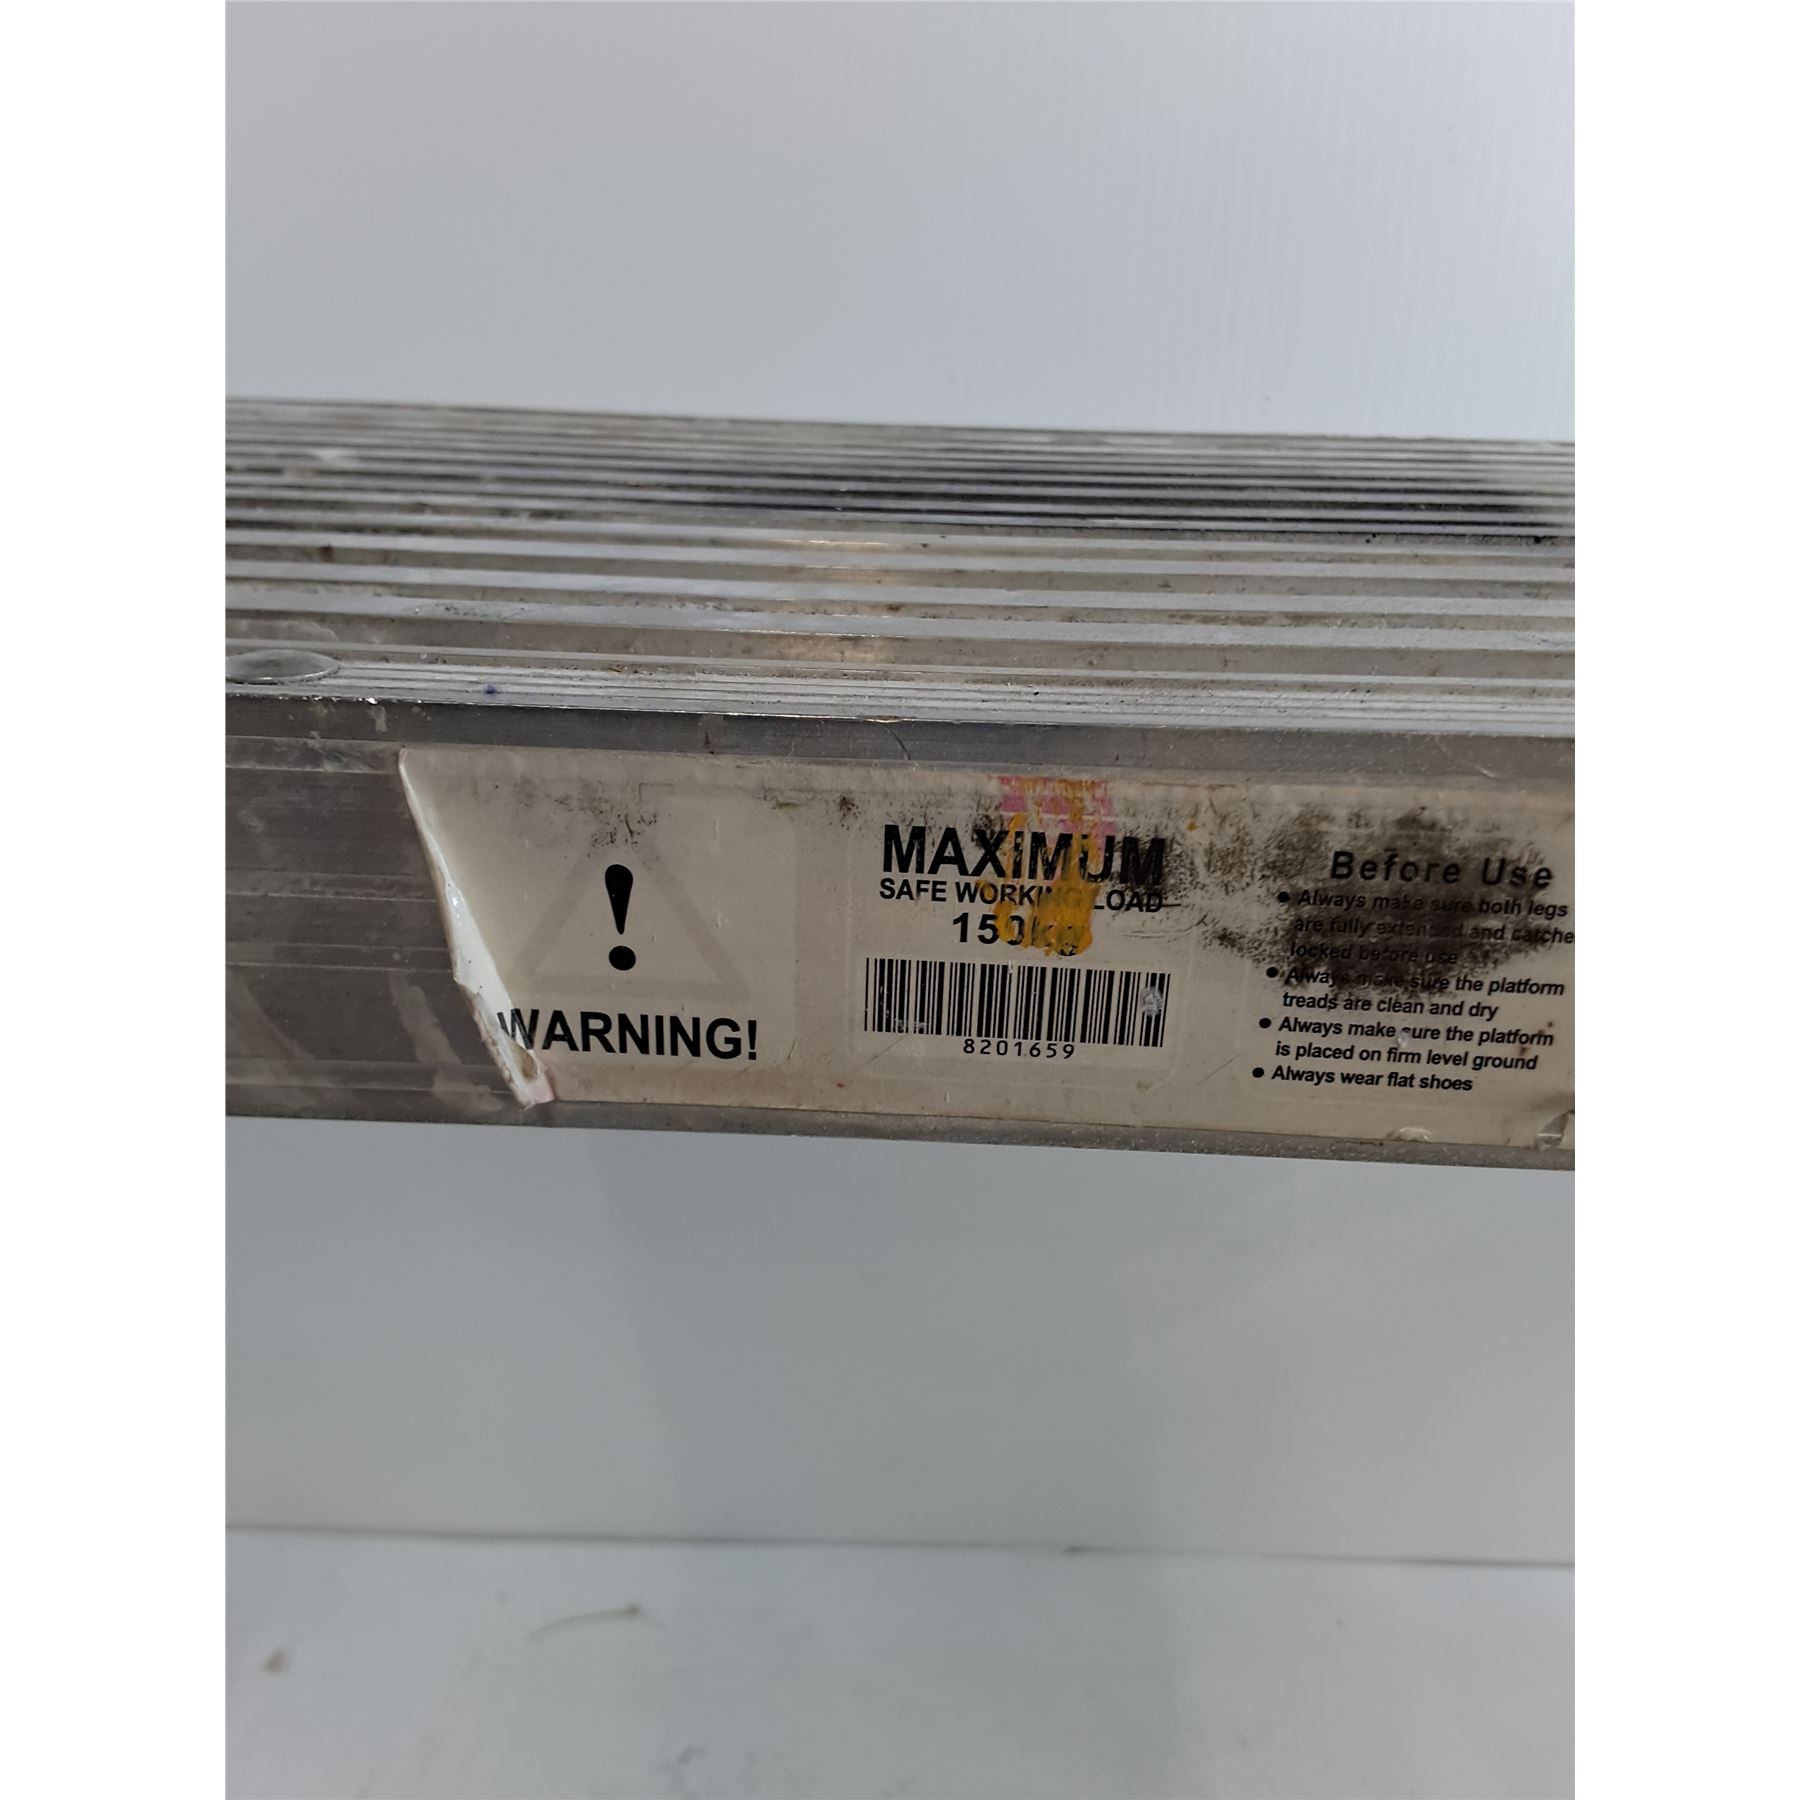 WARNING!
MAXIMUM
SAFE WORKING LOAD
150kg
8201659
Before Use
• Always make sure both legs
are fully extended and catche
locked before use
• Always make sure the platform
treads are clean and dry
• Always make sure the platform
is placed on firm level ground
• Always wear flat shoes